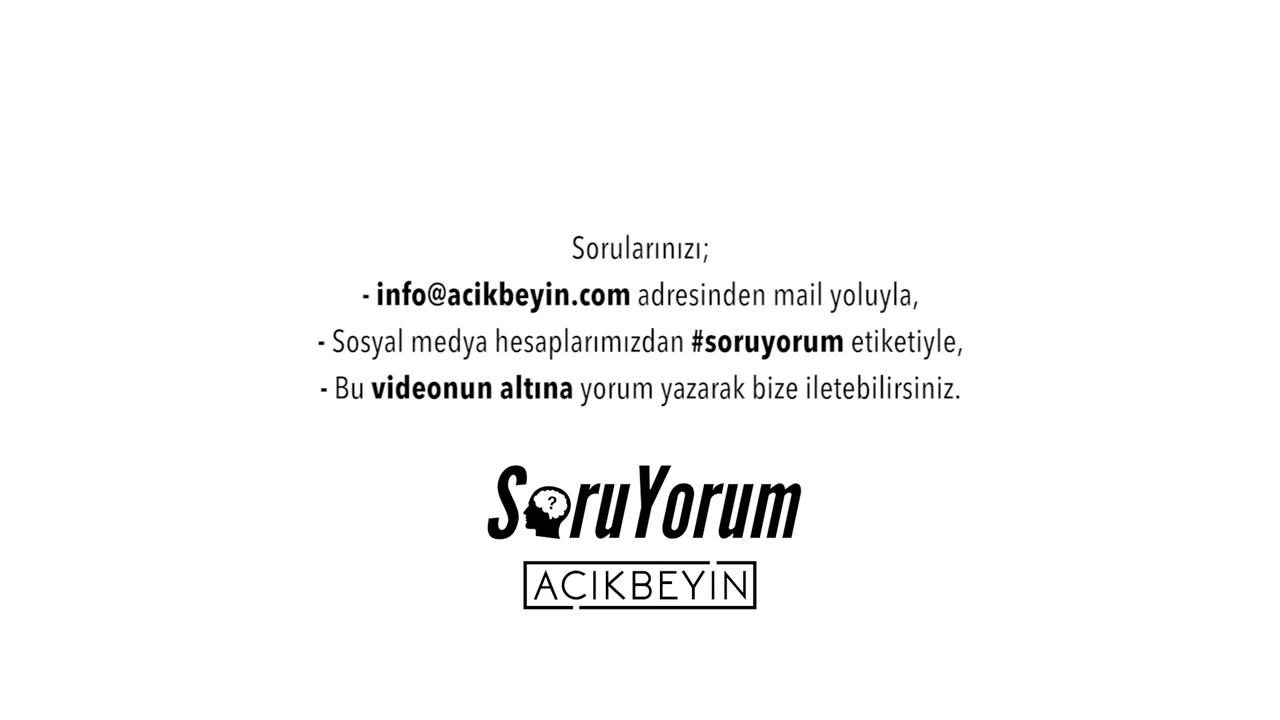 Sorularınızı;
- info@acikbeyin.com adresinden mail yoluyla,
- Sosyal medya hesaplarımızdan #soruyorum etiketiyle,
- Bu videonun altına yorum yazarak bize iletebilirsiniz.
SoruYorum
AÇIKBEYİN